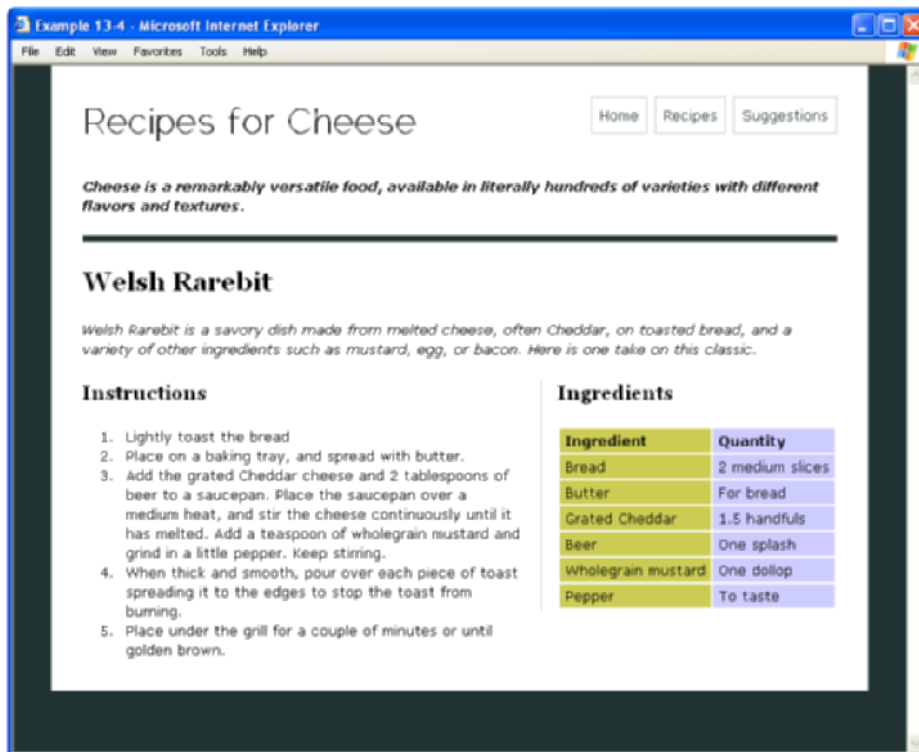 Example 13-4 - Microsoft Internet Explorer
File Edit View Favorites Tools Help
Recipes for Cheese
Home Recipes Suggestions
Cheese is a remarkably versatile food, available in literally hundreds of varieties with different
flavors and textures.
Welsh Rarebit
Welsh Rarebit is a savory dish made from melted cheese, often Cheddar, on toasted bread, and a
variety of other ingredients such as mustard, egg, or bacon. Here is one take on this classic.
Instructions
1. Lightly toast the bread
2. Place on a baking tray, and spread with butter.
3. Add the grated Cheddar cheese and 2 tablespoons of
beer to a saucepan. Place the saucepan over a
medium heat, and stir the cheese continuously until it
has melted. Add a teaspoon of wholegrain mustard and
grind in a little pepper. Keep stirring.
4. When thick and smooth, pour over each piece of toast
spreading it to the edges to stop the toast from
burning.
5. Place under the grill for a couple of minutes or until
golden brown.
Ingredients
Ingredient Quantity
Bread 2 medium slices
Butter For bread
Grated Cheddar 1.5 handfuls
Beer One splash
Wholegrain mustard One dollop
Pepper To taste